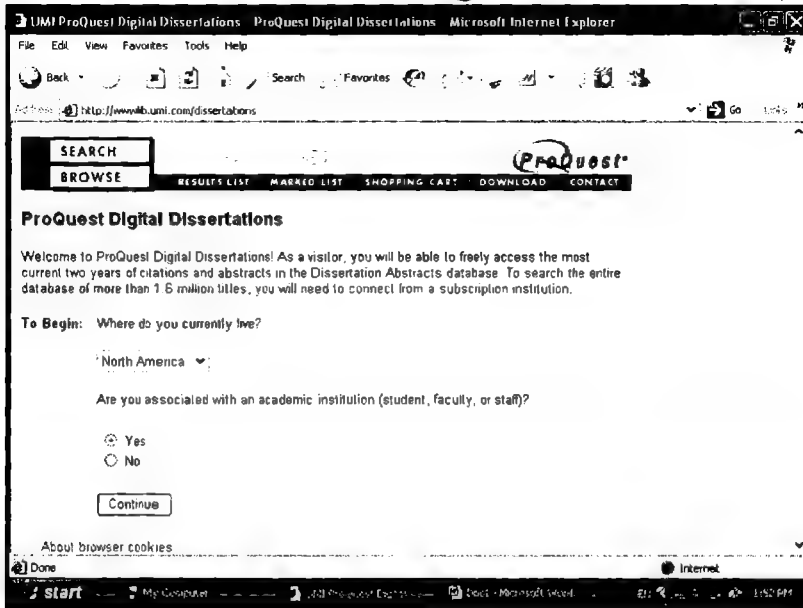 UMI ProQuest Digital Dissertations ProQuest Digital Dissertations Microsoft Internet Explorer
File Edit View Favorites Tools Help
Back Search Favorites
http://wwwlib.umi.com/dissertations Go Links
SEARCH
BROWSE
ProQuest
RESULTS LIST MARKED LIST SHOPPING CART DOWNLOAD CONTACT
ProQuest Digital Dissertations
Welcome to ProQuest Digital Dissertations! As a visitor, you will be able to freely access the most
current two years of citations and abstracts in the Dissertation Abstracts database. To search the entire
database of more than 1.6 million titles, you will need to connect from a subscription institution.
To Begin: Where do you currently live?
North America
Are you associated with an academic institution (student, faculty, or staff)?
Yes
No
Continue
About browser cookies
Done Internet
start My Computer UMI ProQuest Microsoft Word 1:52 PM